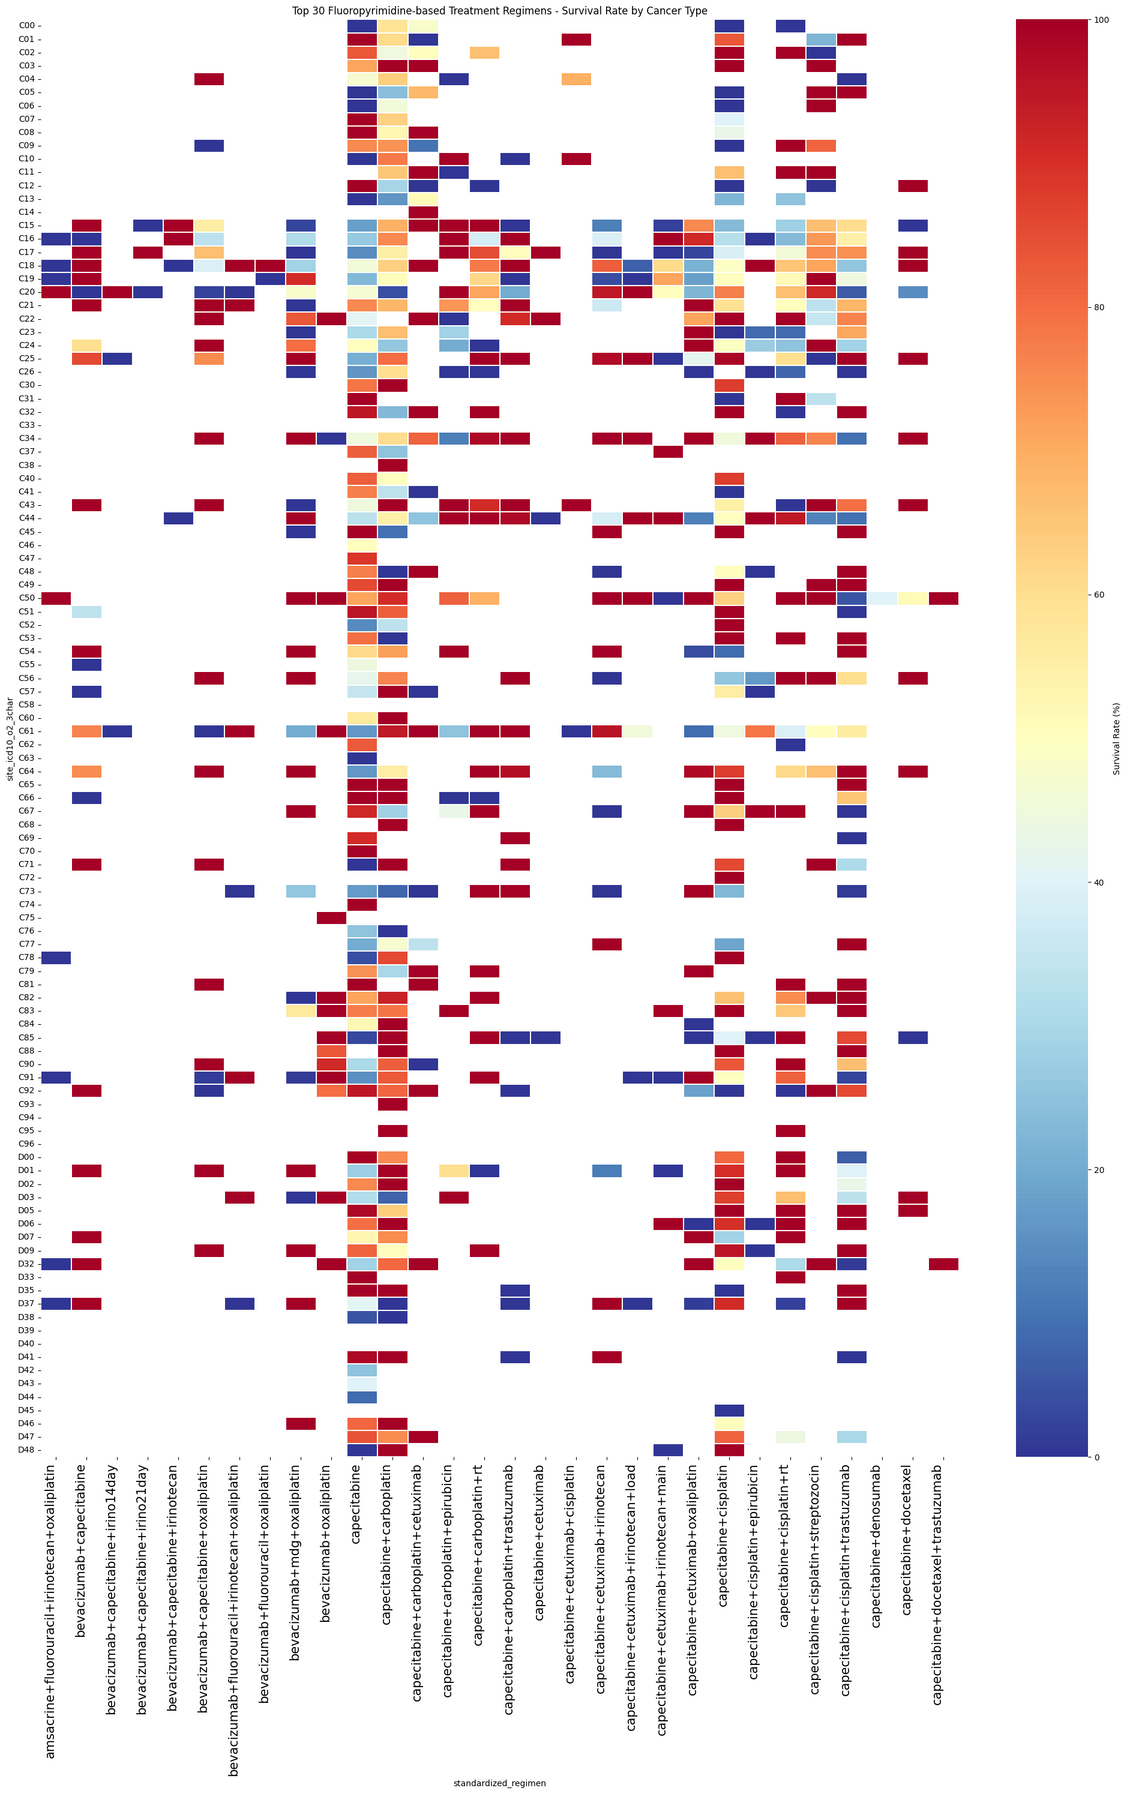 Top 30 Fluoropyrimidine-based Treatment Regimens - Survival Rate by Cancer Type
C00
C01
C02
C03
C04
C05
C06
C07
C08
C09
C10
C11
C12
C13
C14
C15
C16
C17
C18
C19
C20
C21
C22
C23
C24
C25
C26
C30
C31
C32
C33
C34
C37
C38
C40
C41
C43
C44
C45
C46
C47
C48
C49
C50
C51
C52
C53
C54
C55
C56
C57
C58
C60
C61
C62
C63
C64
C65
C66
C67
C68
C69
C70
C71
C72
C73
C74
C75
C76
C77
C78
C79
C81
C82
C83
C84
C85
C88
C90
C91
C92
C93
C94
C95
C96
D00
D01
D02
D03
D05
D06
D07
D09
D32
D33
D35
D37
D38
D39
D40
D41
D42
D43
D44
D45
D46
D47
D48
site_icd10_o2_3char
amsacrine+fluorouracil+irinotecan+oxaliplatin
bevacizumab+capecitabine
bevacizumab+capecitabine+irino14day
bevacizumab+capecitabine+irino21day
bevacizumab+capecitabine+irinotecan
bevacizumab+capecitabine+oxaliplatin
bevacizumab+fluorouracil+irinotecan+oxaliplatin
bevacizumab+fluorouracil+oxaliplatin
bevacizumab+mdg+oxaliplatin
bevacizumab+oxaliplatin
capecitabine
capecitabine+carboplatin
capecitabine+carboplatin+cetuximab
capecitabine+carboplatin+epirubicin
capecitabine+carboplatin+rt
capecitabine+carboplatin+trastuzumab
capecitabine+cetuximab
capecitabine+cetuximab+cisplatin
capecitabine+cetuximab+irinotecan
capecitabine+cetuximab+irinotecan+load
capecitabine+cetuximab+irinotecan+main
capecitabine+cetuximab+oxaliplatin
capecitabine+cisplatin
capecitabine+cisplatin+epirubicin
capecitabine+cisplatin+rt
capecitabine+cisplatin+streptozocin
capecitabine+cisplatin+trastuzumab
capecitabine+denosumab
capecitabine+docetaxel
capecitabine+docetaxel+trastuzumab
standardized_regimen
100
80
60
40
20
0
Survival Rate (%)